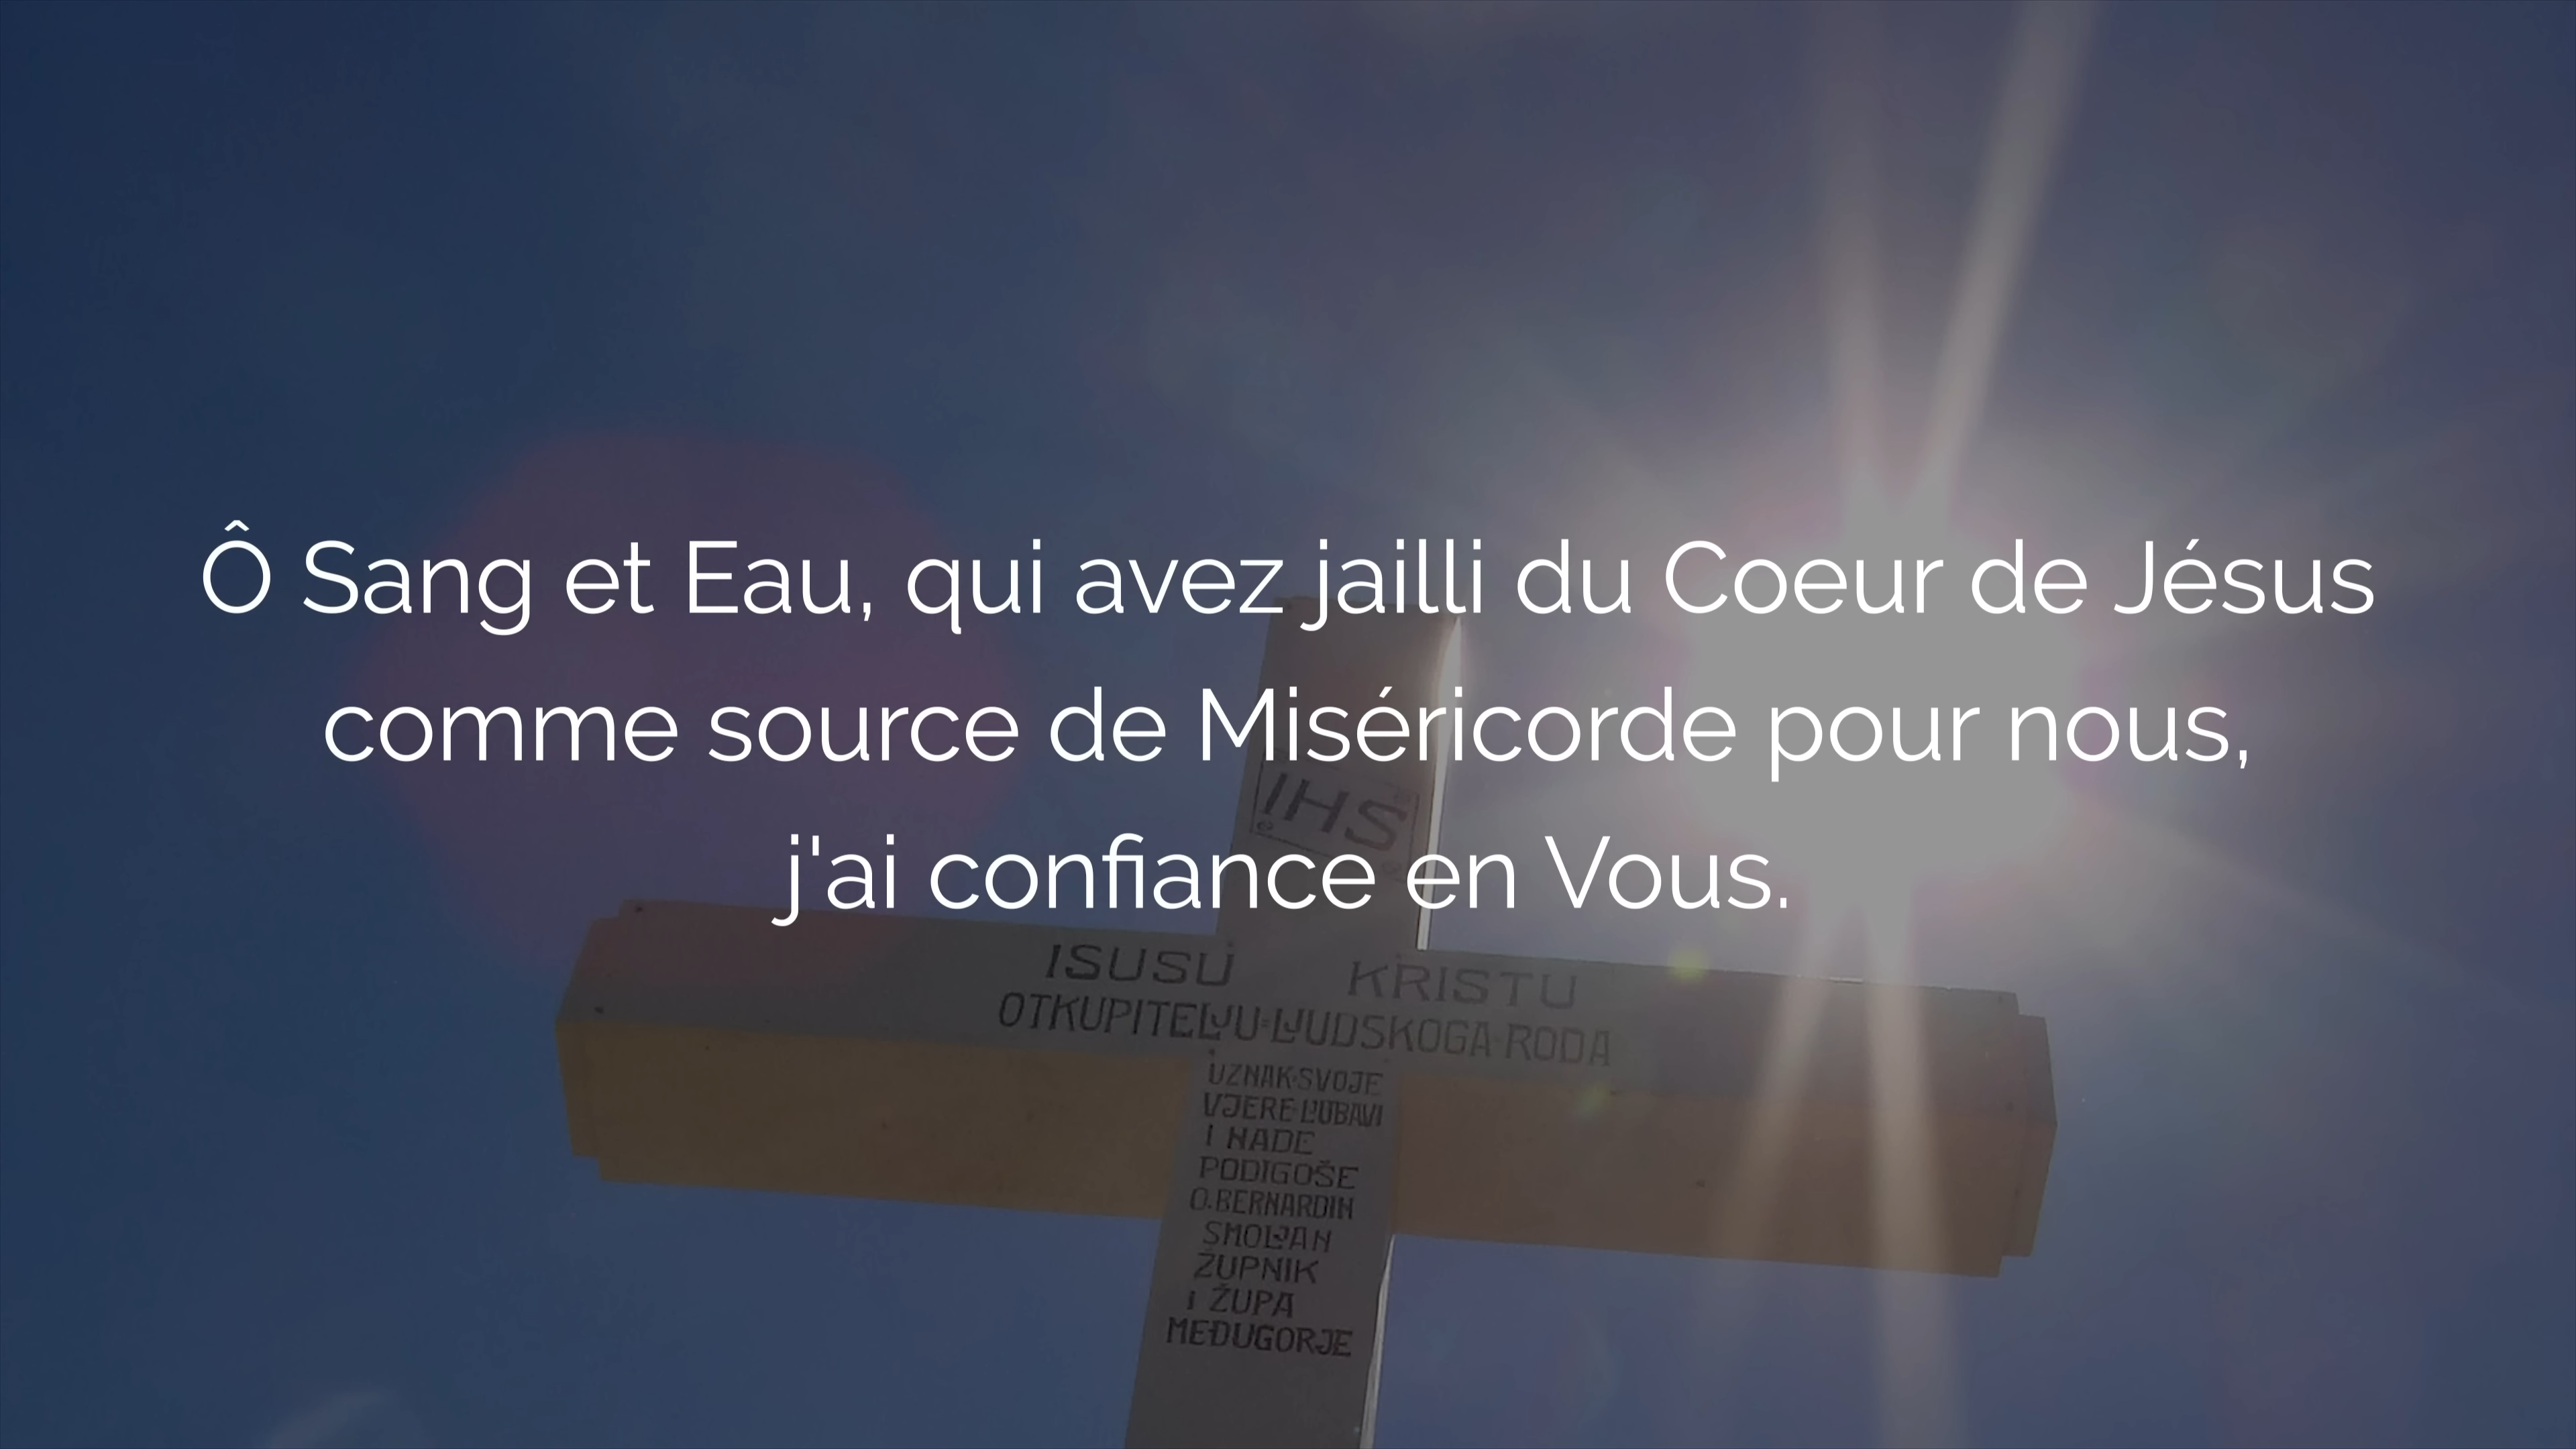 Ô Sang et Eau, qui avez jailli du Coeur de Jésus
comme source de Miséricorde pour nous,
j'ai confiance en Vous.
IHS
ISUSU KRISTU
OTKUPITELJU·LJUDSKOGA·RODA
UZNAK·SVOJE
VJERE·LJUBAVI
I NADE
PODIGOŠE
O.BERNARDIN
SMOLJAN
ŽUPNIK
i ŽUPA
MEĐUGORJE